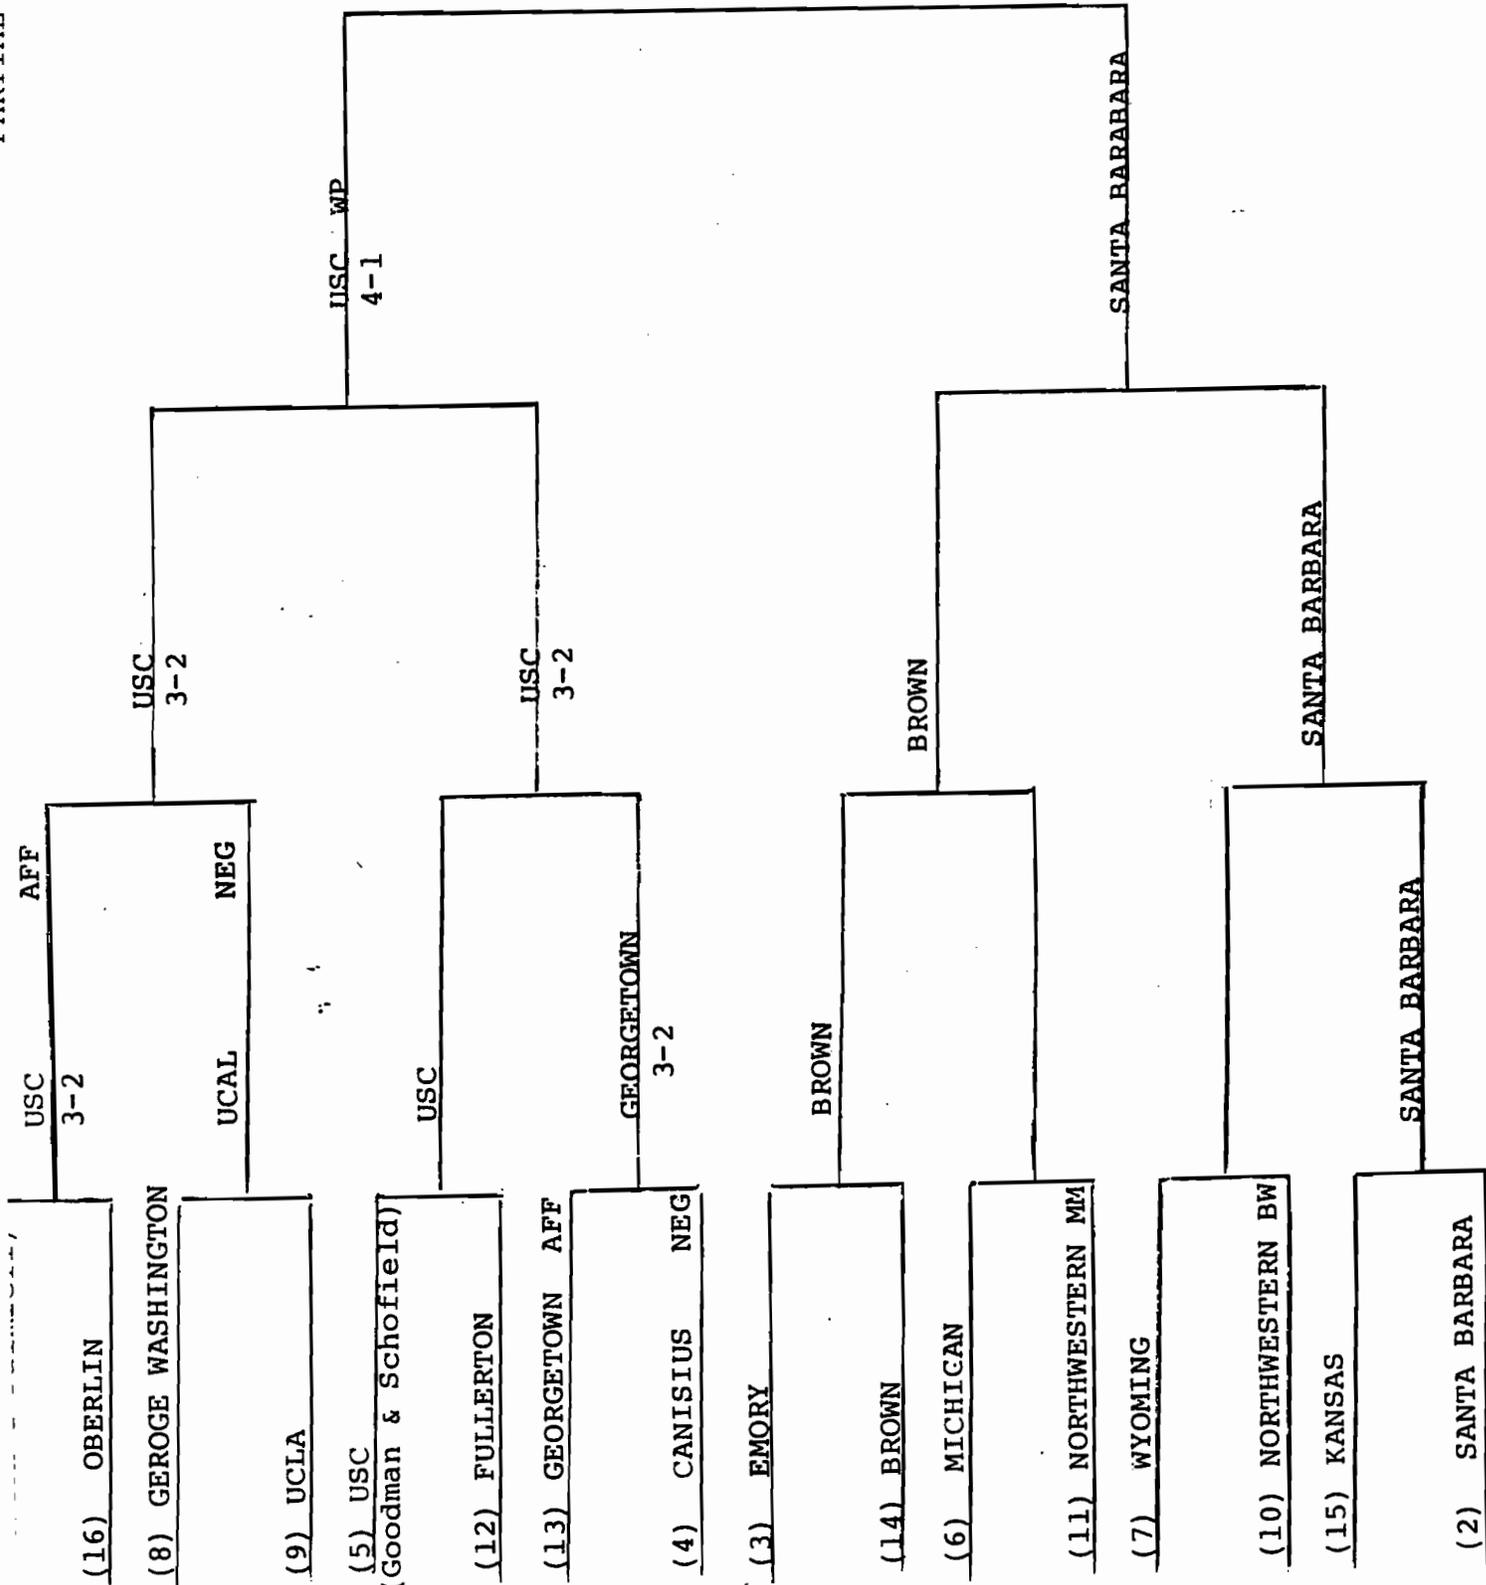 (16) OBERLIN
(8) GEROGE WASHINGTON
(9) UCLA
(5) USC
(Goodman & Schofield)
(12) FULLERTON
(13) GEORGETOWN AFF
(4) CANISIUS NEG
(3) EMORY
(14) BROWN
(6) MICHIGAN
(11) NORTHWESTERN MM
(7) WYOMING
(10) NORTHWESTERN BW
(15) KANSAS
(2) SANTA BARBARA
USC AFF
3-2
UCAL NEG
USC
GEORGETOWN
3-2
BROWN
SANTA BARBARA
USC
3-2
USC
3-2
BROWN
SANTA BARBARA
USC WP
4-1
SANTA BARABARA